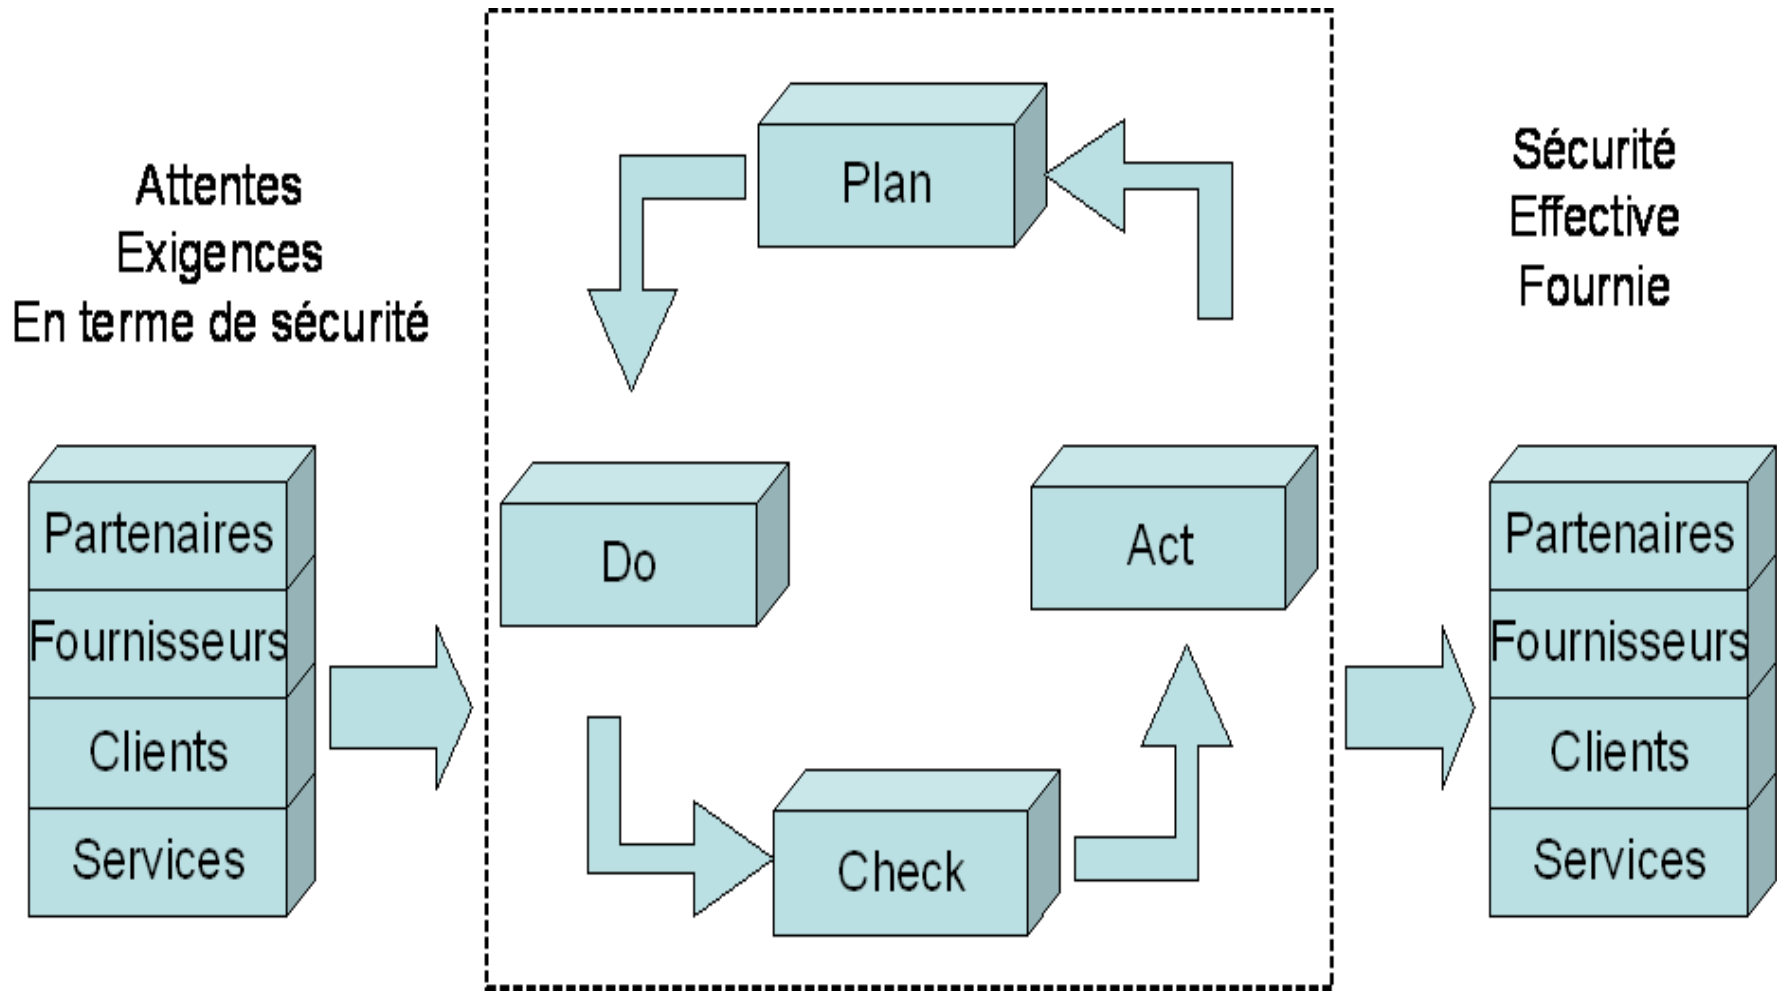 Attentes
Exigences
En terme de sécurité
Partenaires
Fournisseurs
Clients
Services
Plan
Do
Act
Check
Sécurité
Effective
Fournie
Partenaires
Fournisseurs
Clients
Services